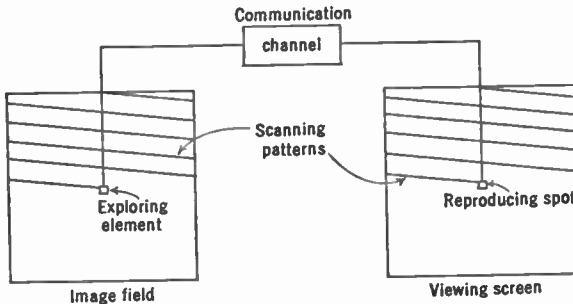 Communication
channel
Scanning
patterns
Exploring
element
Reproducing spot
Image field
Viewing screen